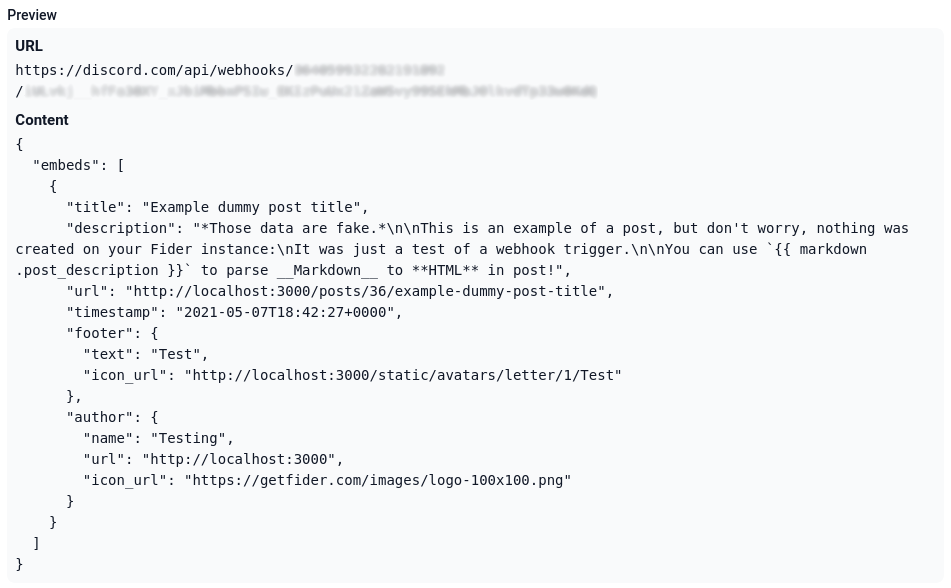 Preview
URL
https://discord.com/api/webhooks/
/
Content
{
  "embeds": [
    {
      "title": "Example dummy post title",
      "description": "*Those data are fake.*\n\nThis is an example of a post, but don't worry, nothing was
created on your Fider instance:\nIt was just a test of a webhook trigger.\n\nYou can use `{{ markdown
.post_description }}` to parse __Markdown__ to **HTML** in post!",
      "url": "http://localhost:3000/posts/36/example-dummy-post-title",
      "timestamp": "2021-05-07T18:42:27+0000",
      "footer": {
        "text": "Test",
        "icon_url": "http://localhost:3000/static/avatars/letter/1/Test"
      },
      "author": {
        "name": "Testing",
        "url": "http://localhost:3000",
        "icon_url": "https://getfider.com/images/logo-100x100.png"
      }
    }
  ]
}